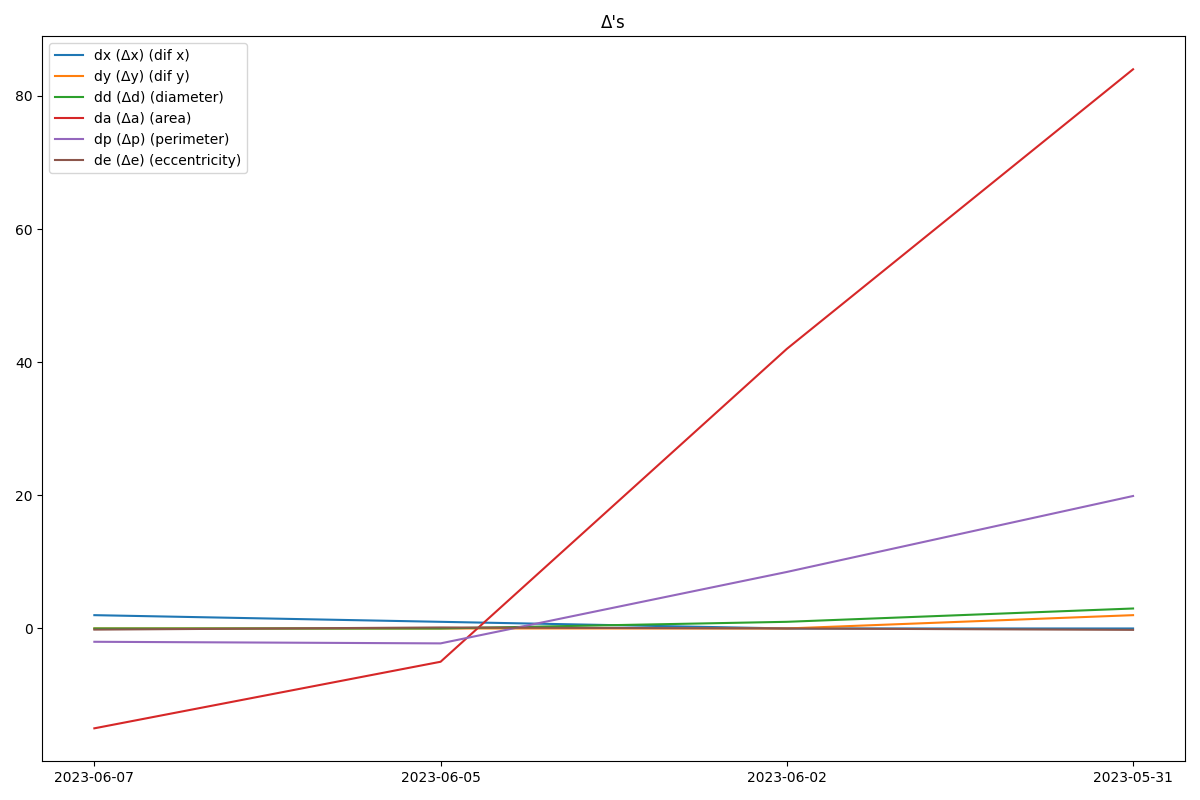 Δ's
dx (Δx) (dif x)
dy (Δy) (dif y)
dd (Δd) (diameter)
da (Δa) (area)
dp (Δp) (perimeter)
de (Δe) (eccentricity)
80
60
40
20
0
2023-06-07
2023-06-05
2023-06-02
2023-05-31